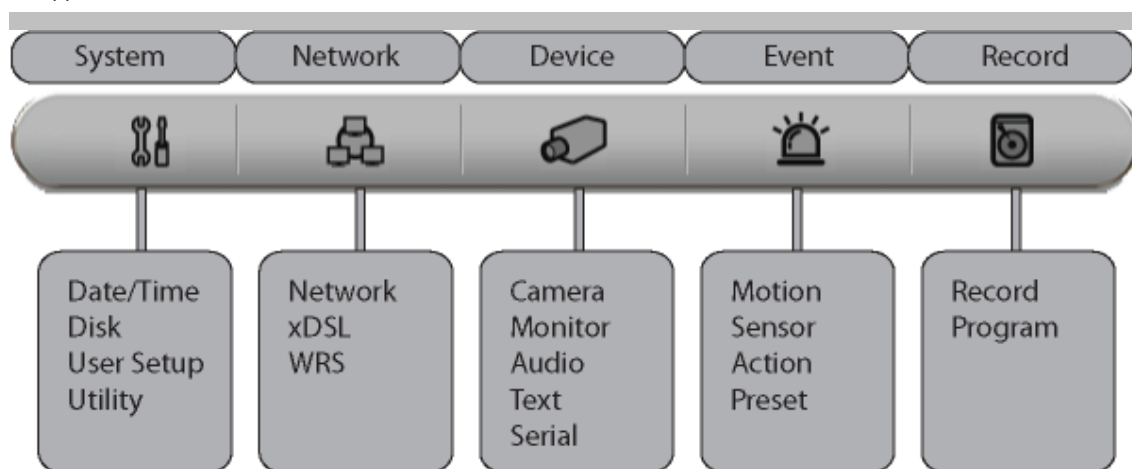 System
Network
Device
Event
Record
Date/Time
Disk
User Setup
Utility
Network
xDSL
WRS
Camera
Monitor
Audio
Text
Serial
Motion
Sensor
Action
Preset
Record
Program